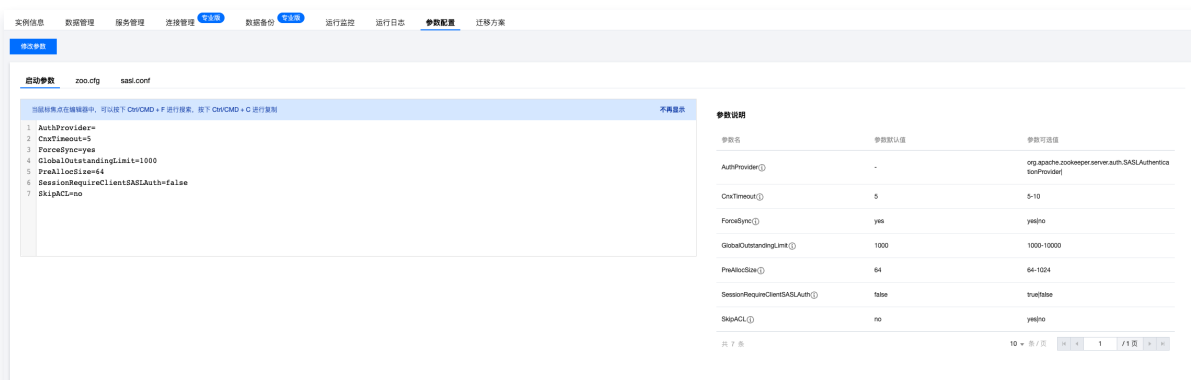 实例信息 数据管理 服务管理 连接管理 专业版 数据备份 专业版 运行监控 运行日志 参数配置 迁移方案
修改参数
启动参数 zoo.cfg sasl.conf
当鼠标焦点在编辑器中，可以按下 Ctrl/CMD + F 进行搜索，按下 Ctrl/CMD + C 进行复制 不再显示
1 AuthProvider=
2 CnxTimeout=5
3 ForceSync=yes
4 GlobalOutstandingLimit=1000
5 PreAllocSize=64
6 SessionRequireClientSASLAuth=false
7 SkipACL=no
参数说明
参数名 参数默认值 参数可选值
AuthProvider - org.apache.zookeeper.server.auth.SASLAuthentica
tionProvider|
CnxTimeout 5 5-10
ForceSync yes yes|no
GlobalOutstandingLimit 1000 1000-10000
PreAllocSize 64 64-1024
SessionRequireClientSASLAuth false true|false
SkipACL no yes|no
共 7 条 10 条 / 页 1 / 1 页